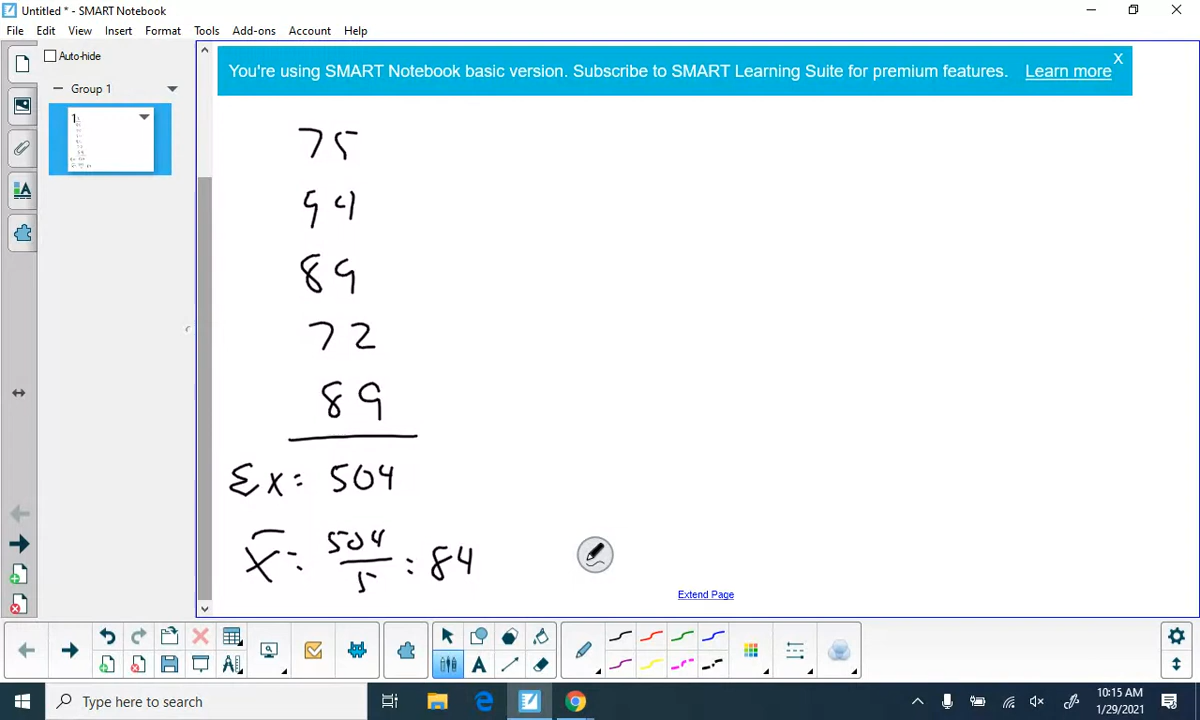 Untitled * - SMART Notebook
File Edit View Insert Format Tools Add-ons Account Help
Auto-hide
Group 1
1
You're using SMART Notebook basic version. Subscribe to SMART Learning Suite for premium features. Learn more X
75
94
89
72
89
Σx = 504
x̄ = 504/5 = 84
Extend Page
Type here to search
10:15 AM
1/29/2021